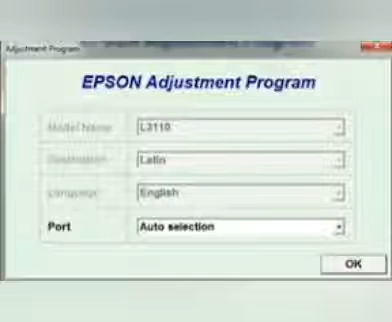 Adjustment Program
EPSON Adjustment Program
Model Name L3110
Destination Latin
Language English
Port Auto selection
OK